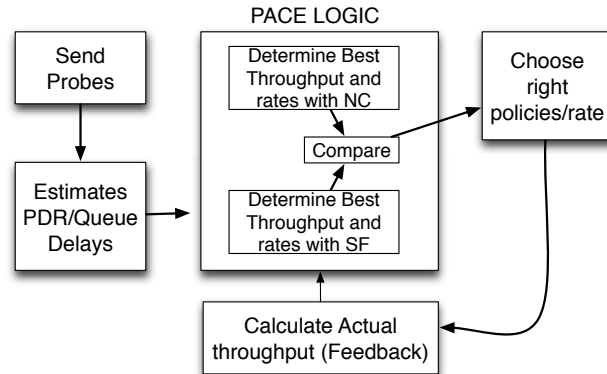 PACE LOGIC
Send
Probes
Estimates
PDR/Queue
Delays
Determine Best
Throughput and
rates with NC
Compare
Determine Best
Throughput and
rates with SF
Choose
right
policies/rate
Calculate Actual
throughput (Feedback)